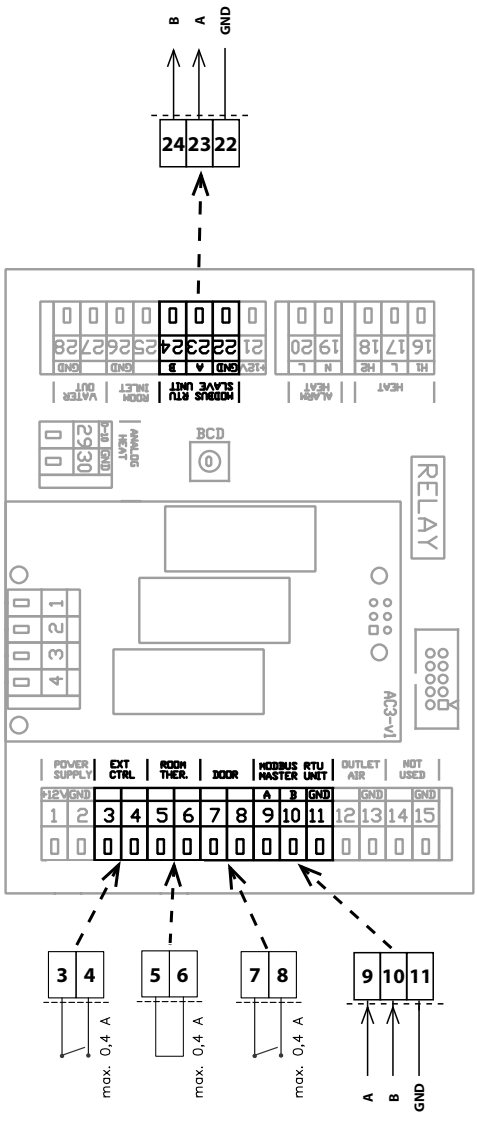 B A GND
24 23 22
28 27 26 25 24 23 22 21 20 19 18 17 16
GND GND B A GND +12V L N H2 L H1
WATER OUT ROOM INLET MODBUS RTU SLAVE UNIT ALARM HEAT HEAT
29 0-10
30 GND
ANALOG HEAT
BCD
RELAY
1
2
3
4
AC3-v1
POWER SUPPLY EXT CTRL ROOM THER. DOOR MODBUS RTU MASTER UNIT OUTLET AIR NOT USED
+12V GND A B GND GND GND
1 2 3 4 5 6 7 8 9 10 11 12 13 14 15
3 4 5 6 7 8 9 10 11
max. 0,4 A max. 0,4 A max. 0,4 A A B GND